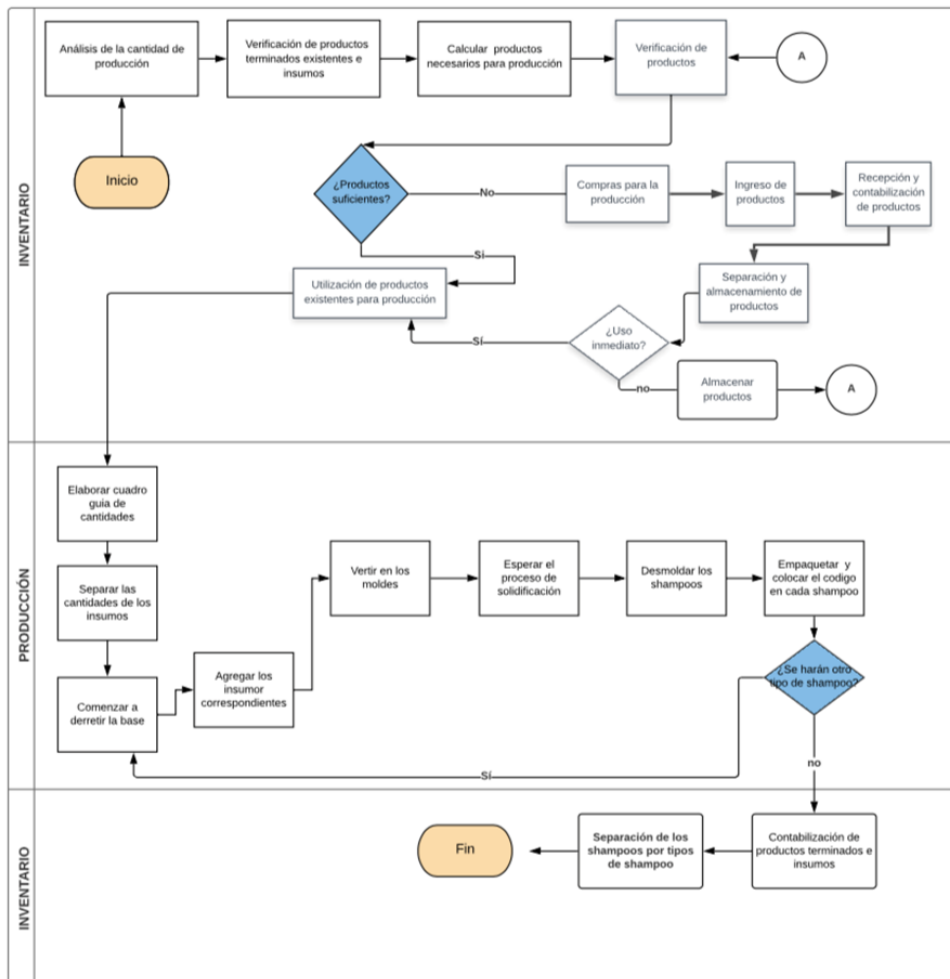 INVENTARIO
Análisis de la cantidad de
producción
Verificación de productos
terminados existentes e
insumos
Calcular productos
necesarios para producción
Verificación de
productos
A
Inicio
¿Productos
suficientes?
No
Compras para la
producción
Ingreso de
productos
Recepción y
contabilización
de productos
Sí
Utilización de productos
existentes para producción
Separación y
almacenamiento de
productos
¿Uso
inmediato?
Sí
no
Almacenar
productos
A
PRODUCCIÓN
Elaborar cuadro
guia de
cantidades
Separar las
cantidades de los
insumos
Comenzar a
derretir la base
Agregar los
insumor
correspondientes
Vertir en los
moldes
Esperar el
proceso de
solidificación
Desmoldar los
shampoos
Empaquetar y
colocar el codigo
en cada shampoo
¿Se harán otro
tipo de shampoo?
Sí
no
INVENTARIO
Fin
Separación de los
shampoos por tipos
de shampoo
Contabilización de
productos terminados e
insumos